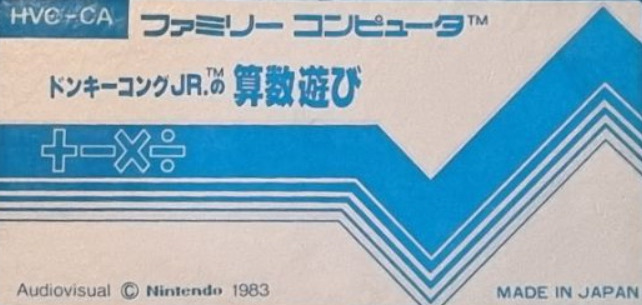 HVC-CA ファミリー コンピュータ™
ドンキーコングJR.™の 算数遊び
+−×÷
Audiovisual © Nintendo 1983
MADE IN JAPAN